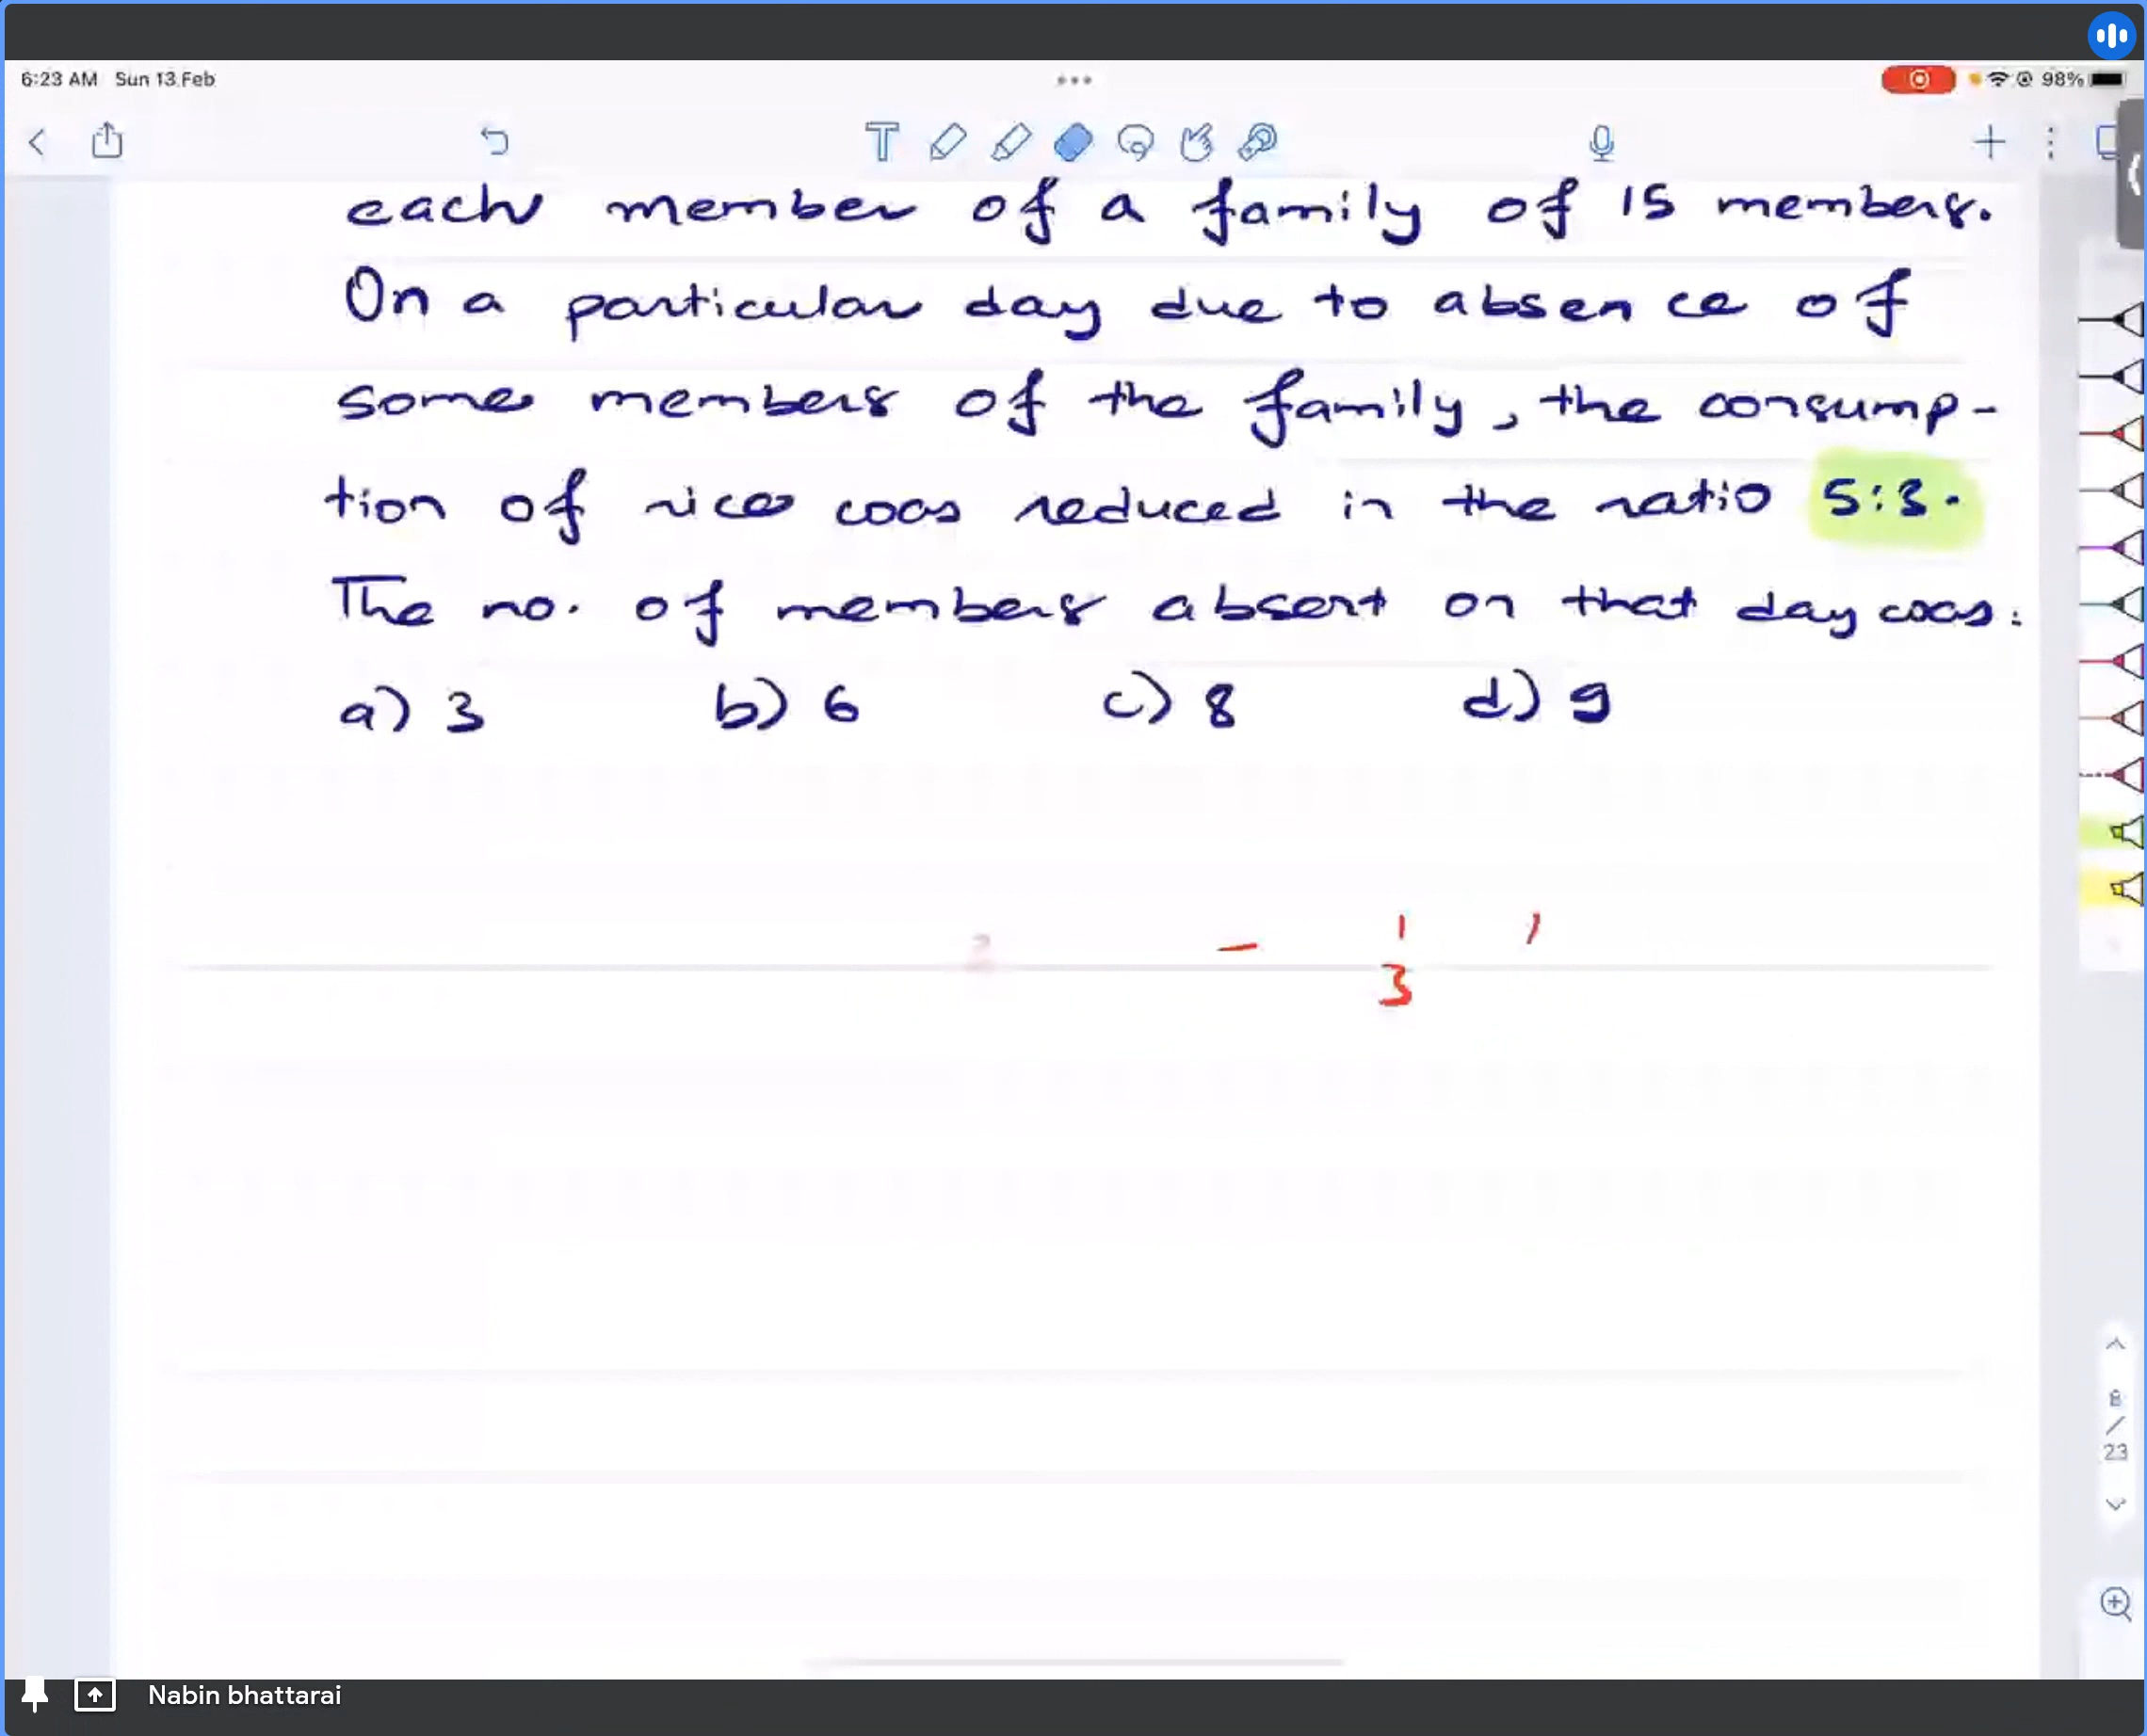 6:23 AM Sun 13 Feb
98%
T
each member of a family of 15 members.
On a particular day due to absence of
some members of the family, the consump-
tion of rice was reduced in the ratio 5:3.
The no. of members absent on that day was:
a) 3 b) 6 c) 8 d) 9
1
3
8
/
23
Nabin bhattarai